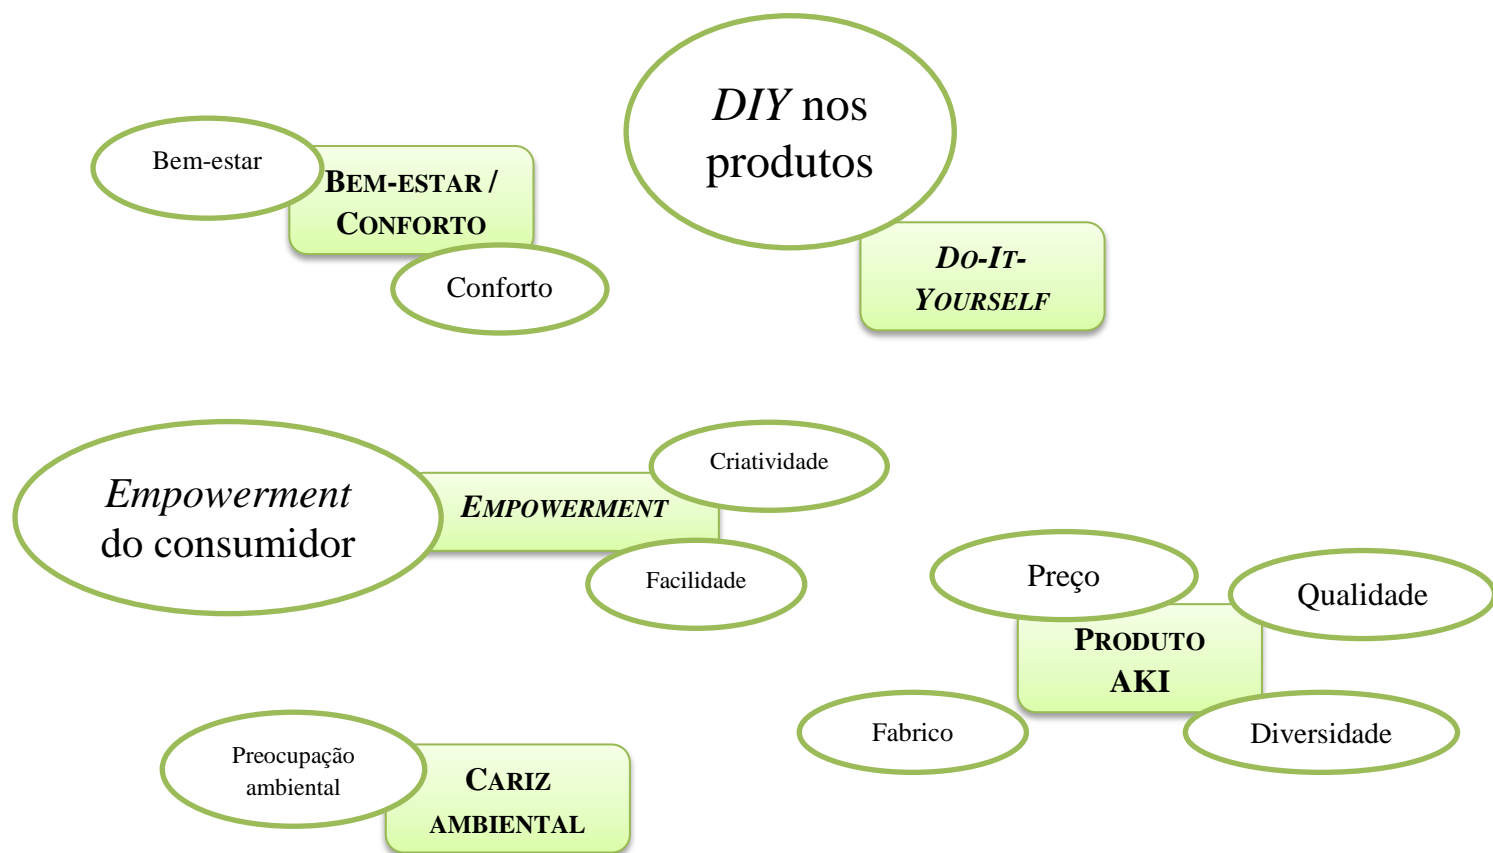 DIY nos
produtos
Bem-estar
BEM-ESTAR /
CONFORTO
Conforto
DO-IT-
YOURSELF
Empowerment
do consumidor
EMPOWERMENT
Criatividade
Facilidade
Preço
Qualidade
PRODUTO
AKI
Fabrico
Diversidade
Preocupação
ambiental
CARIZ
AMBIENTAL